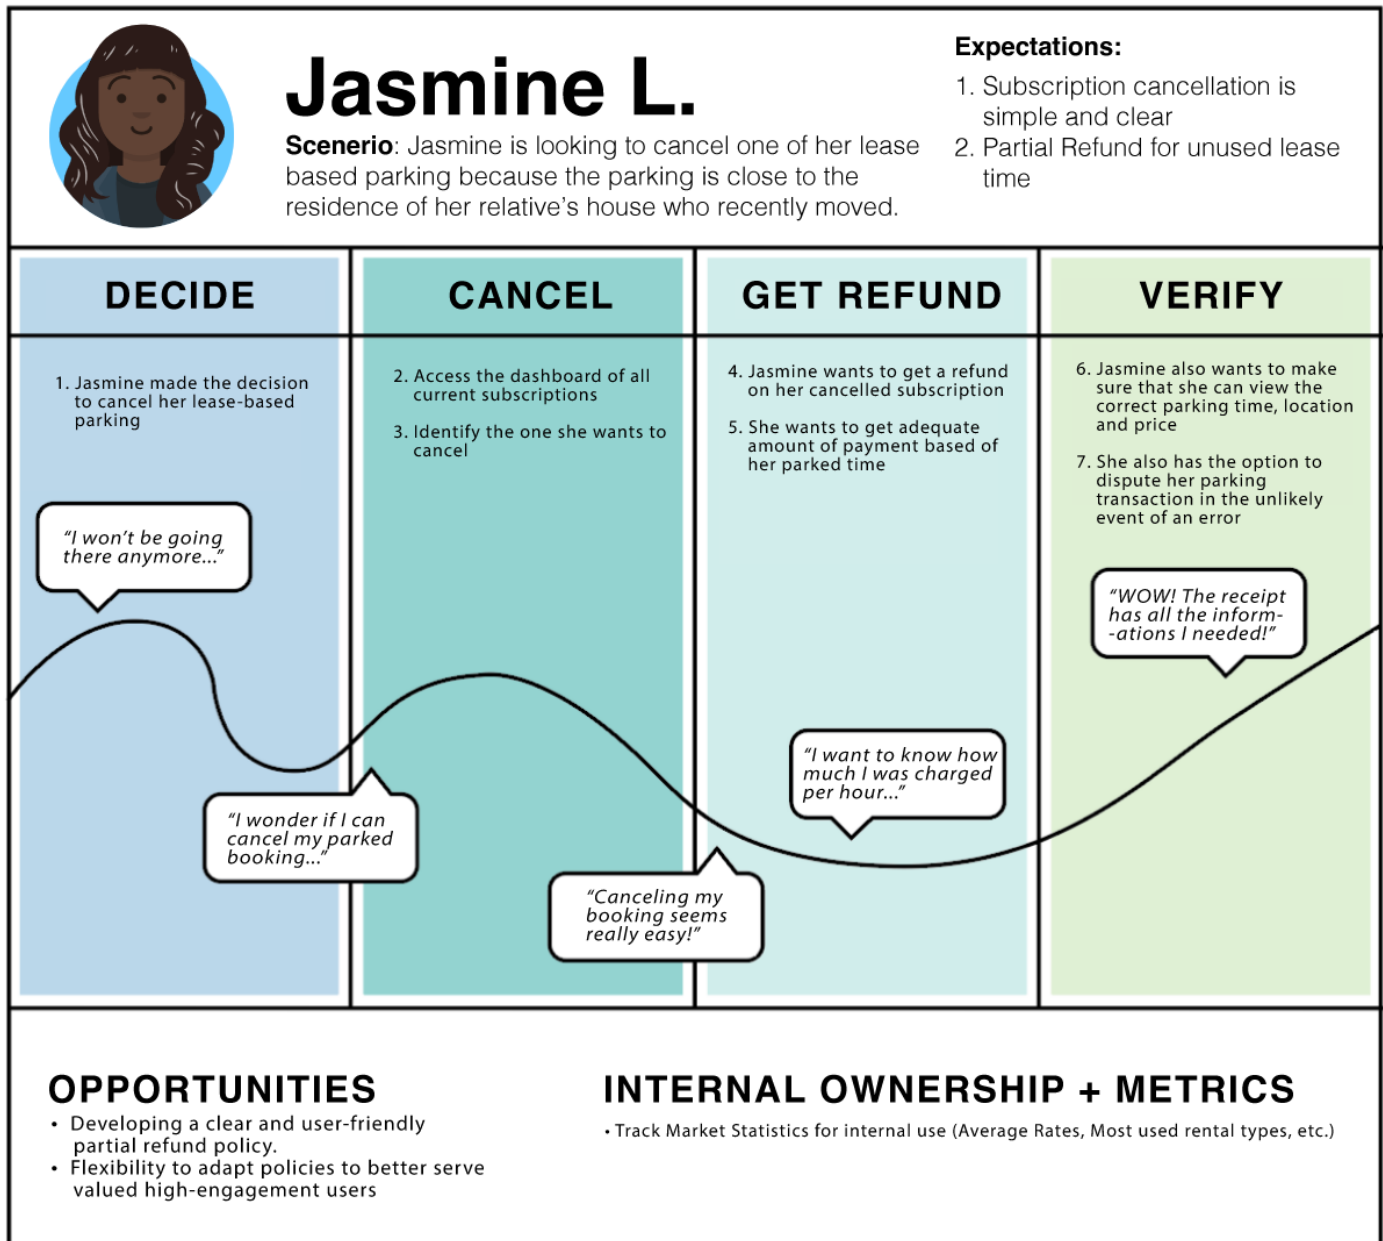 Jasmine L.
Scenerio: Jasmine is looking to cancel one of her lease
based parking because the parking is close to the
residence of her relative's house who recently moved.
Expectations:
1. Subscription cancellation is
simple and clear
2. Partial Refund for unused lease
time
DECIDE
1. Jasmine made the decision
to cancel her lease-based
parking
"I won't be going
there anymore..."
"I wonder if I can
cancel my parked
booking..."
CANCEL
2. Access the dashboard of all
current subscriptions
3. Identify the one she wants to
cancel
"Canceling my
booking seems
really easy!"
GET REFUND
4. Jasmine wants to get a refund
on her cancelled subscription
5. She wants to get adequate
amount of payment based of
her parked time
"I want to know how
much I was charged
per hour..."
VERIFY
6. Jasmine also wants to make
sure that she can view the
correct parking time, location
and price
7. She also has the option to
dispute her parking
transaction in the unlikely
event of an error
"WOW! The receipt
has all the inform-
-ations I needed!"
OPPORTUNITIES
• Developing a clear and user-friendly
partial refund policy.
• Flexibility to adapt policies to better serve
valued high-engagement users
INTERNAL OWNERSHIP + METRICS
• Track Market Statistics for internal use (Average Rates, Most used rental types, etc.)